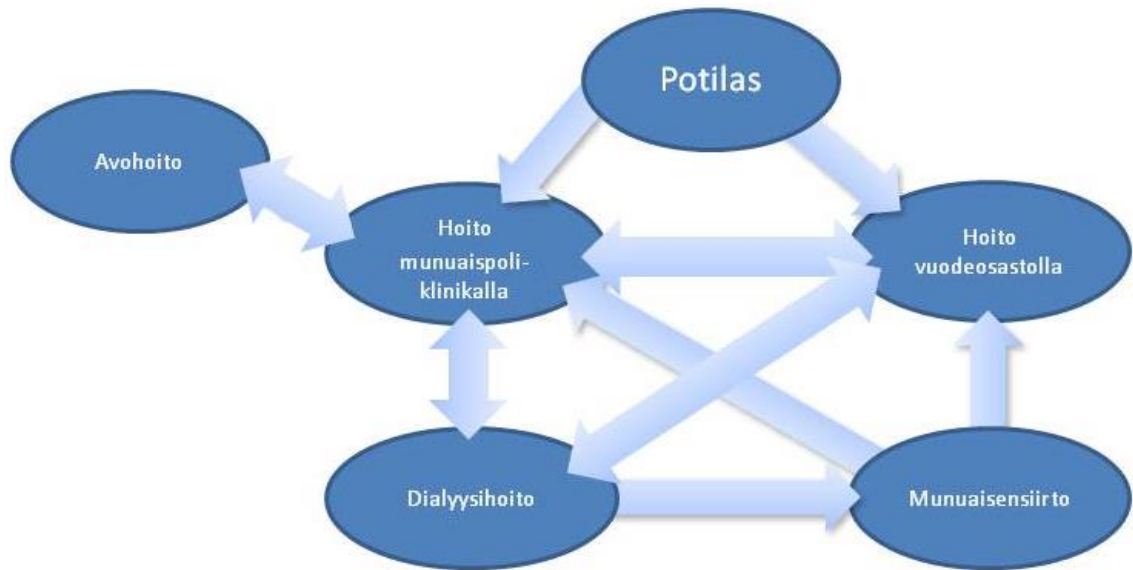 Potilas
Avohoito
Hoito
munuaispoli-
klinikalla
Hoito
vuodeosastolla
Dialyysihoito
Munuaisensiirto